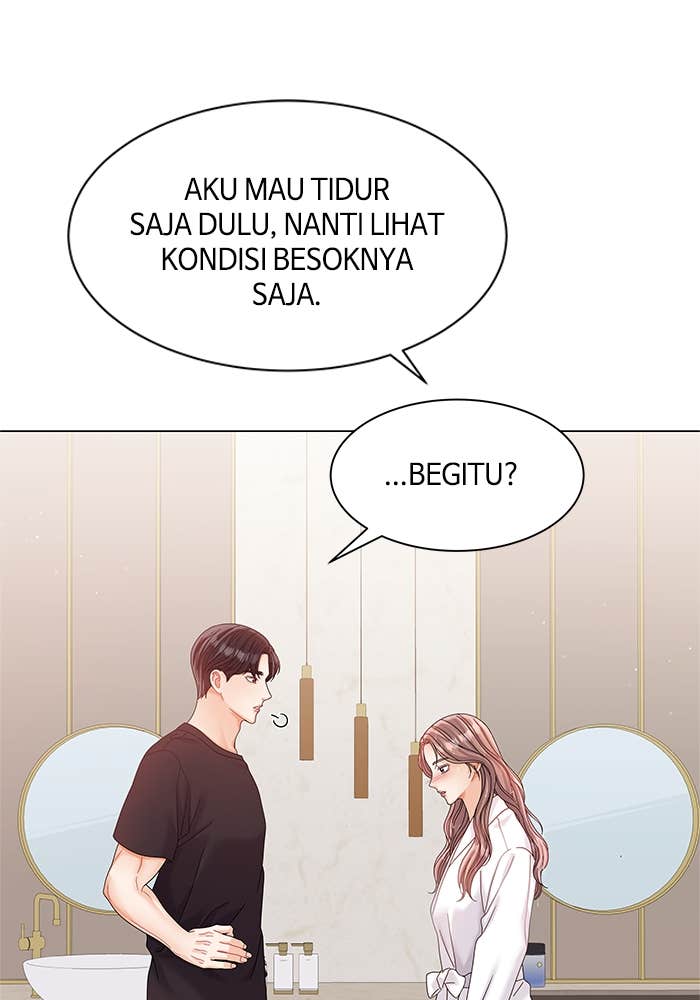 AKU MAU TIDUR
SAJA DULU, NANTI LIHAT
KONDISI BESOKNYA
SAJA.
...BEGITU?